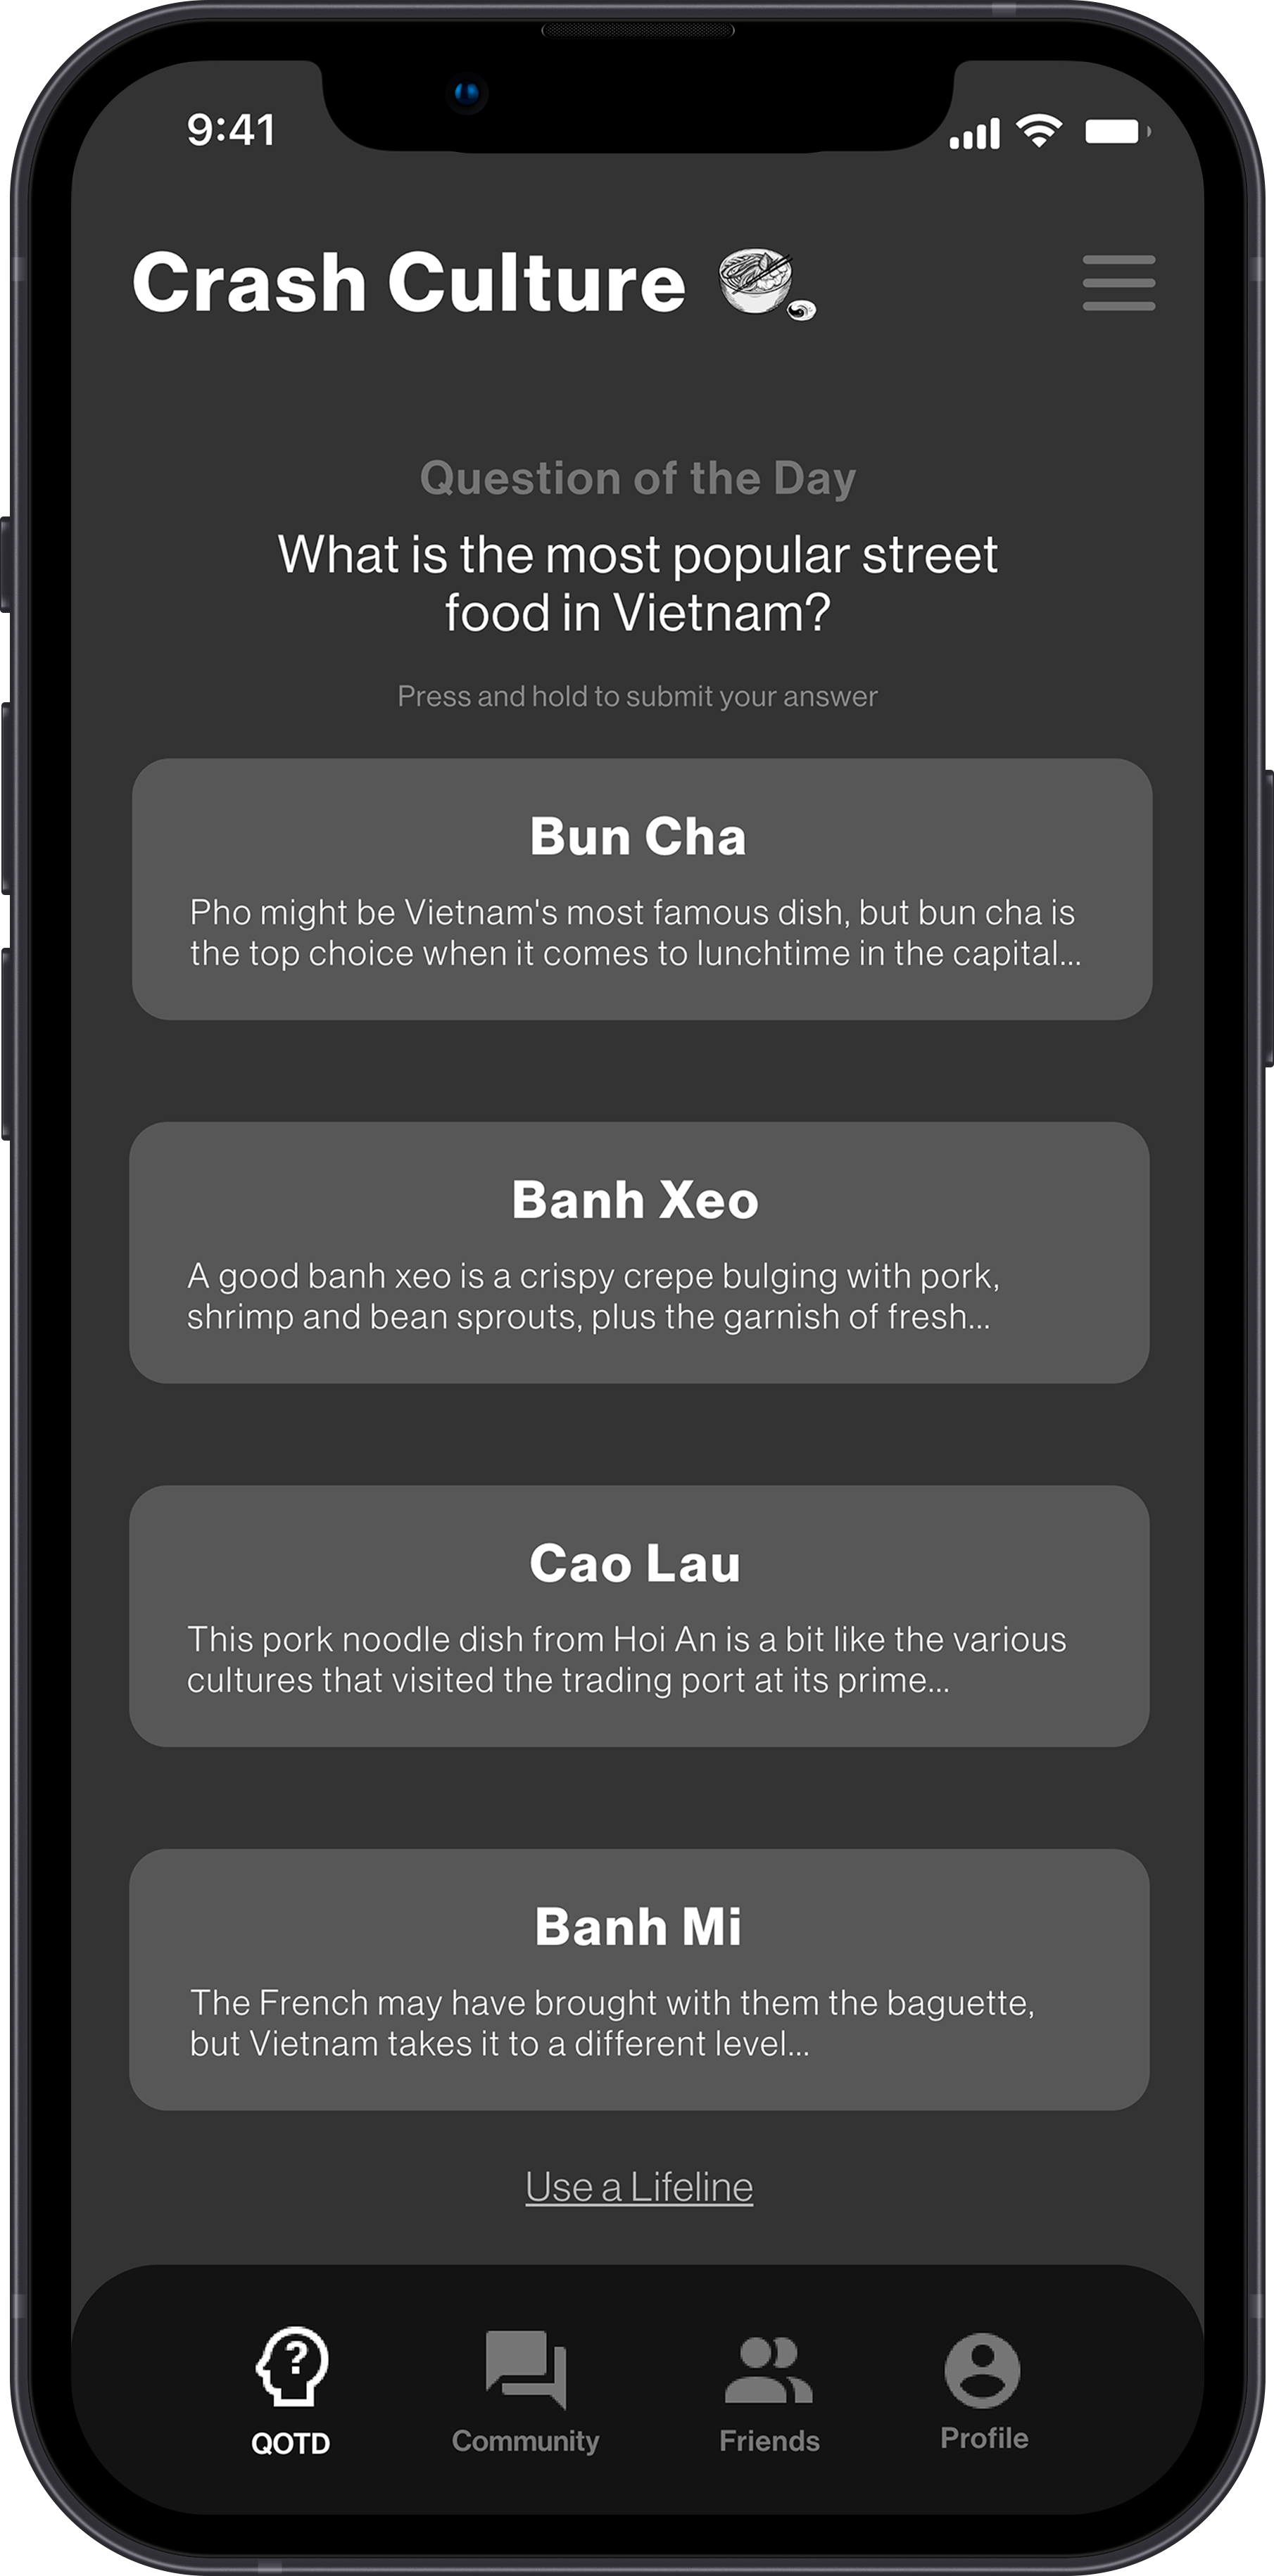 9:41
Crash Culture
Question of the Day
What is the most popular street
food in Vietnam?
Press and hold to submit your answer
Bun Cha
Pho might be Vietnam's most famous dish, but bun cha is
the top choice when it comes to lunchtime in the capital...
Banh Xeo
A good banh xeo is a crispy crepe bulging with pork,
shrimp and bean sprouts, plus the garnish of fresh...
Cao Lau
This pork noodle dish from Hoi An is a bit like the various
cultures that visited the trading port at its prime...
Banh Mi
The French may have brought with them the baguette,
but Vietnam takes it to a different level...
Use a Lifeline
QOTD Community Friends Profile